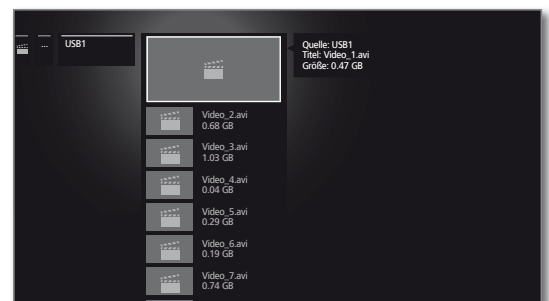 ...
USB1
Quelle: USB1
Titel: Video_1.avi
Größe: 0.47 GB
Video_2.avi
0.68 GB
Video_3.avi
1.03 GB
Video_4.avi
0.04 GB
Video_5.avi
0.29 GB
Video_6.avi
0.19 GB
Video_7.avi
0.74 GB